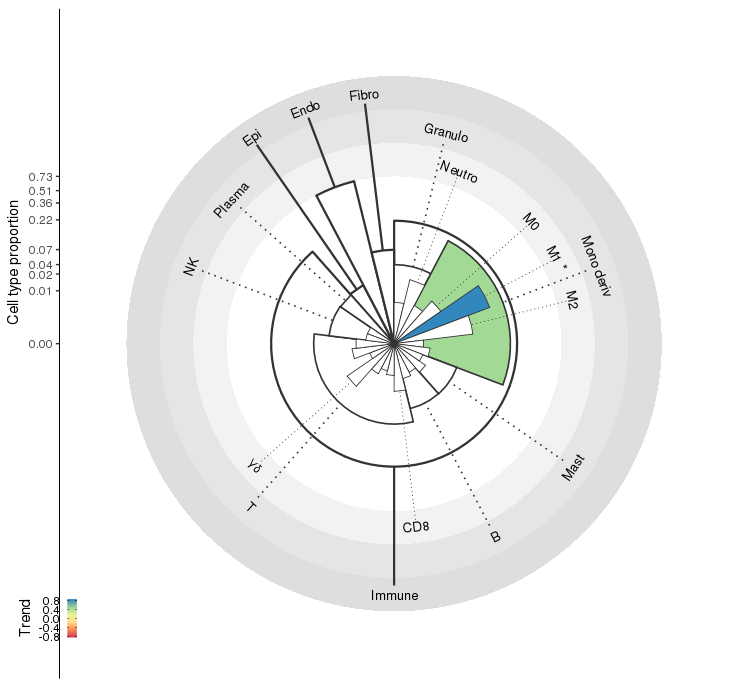 Fibro
Endo
Epi
Granulo
Neutro
Plasma
M0
NK
M1 *
Mono deriv
M2
Cell type proportion
0.73
0.51
0.36
0.22
0.07
0.04
0.02
0.01
0.00
γδ
T
CD8
B
Mast
Immune
Trend
0.8
0.4
0.0
-0.4
-0.8